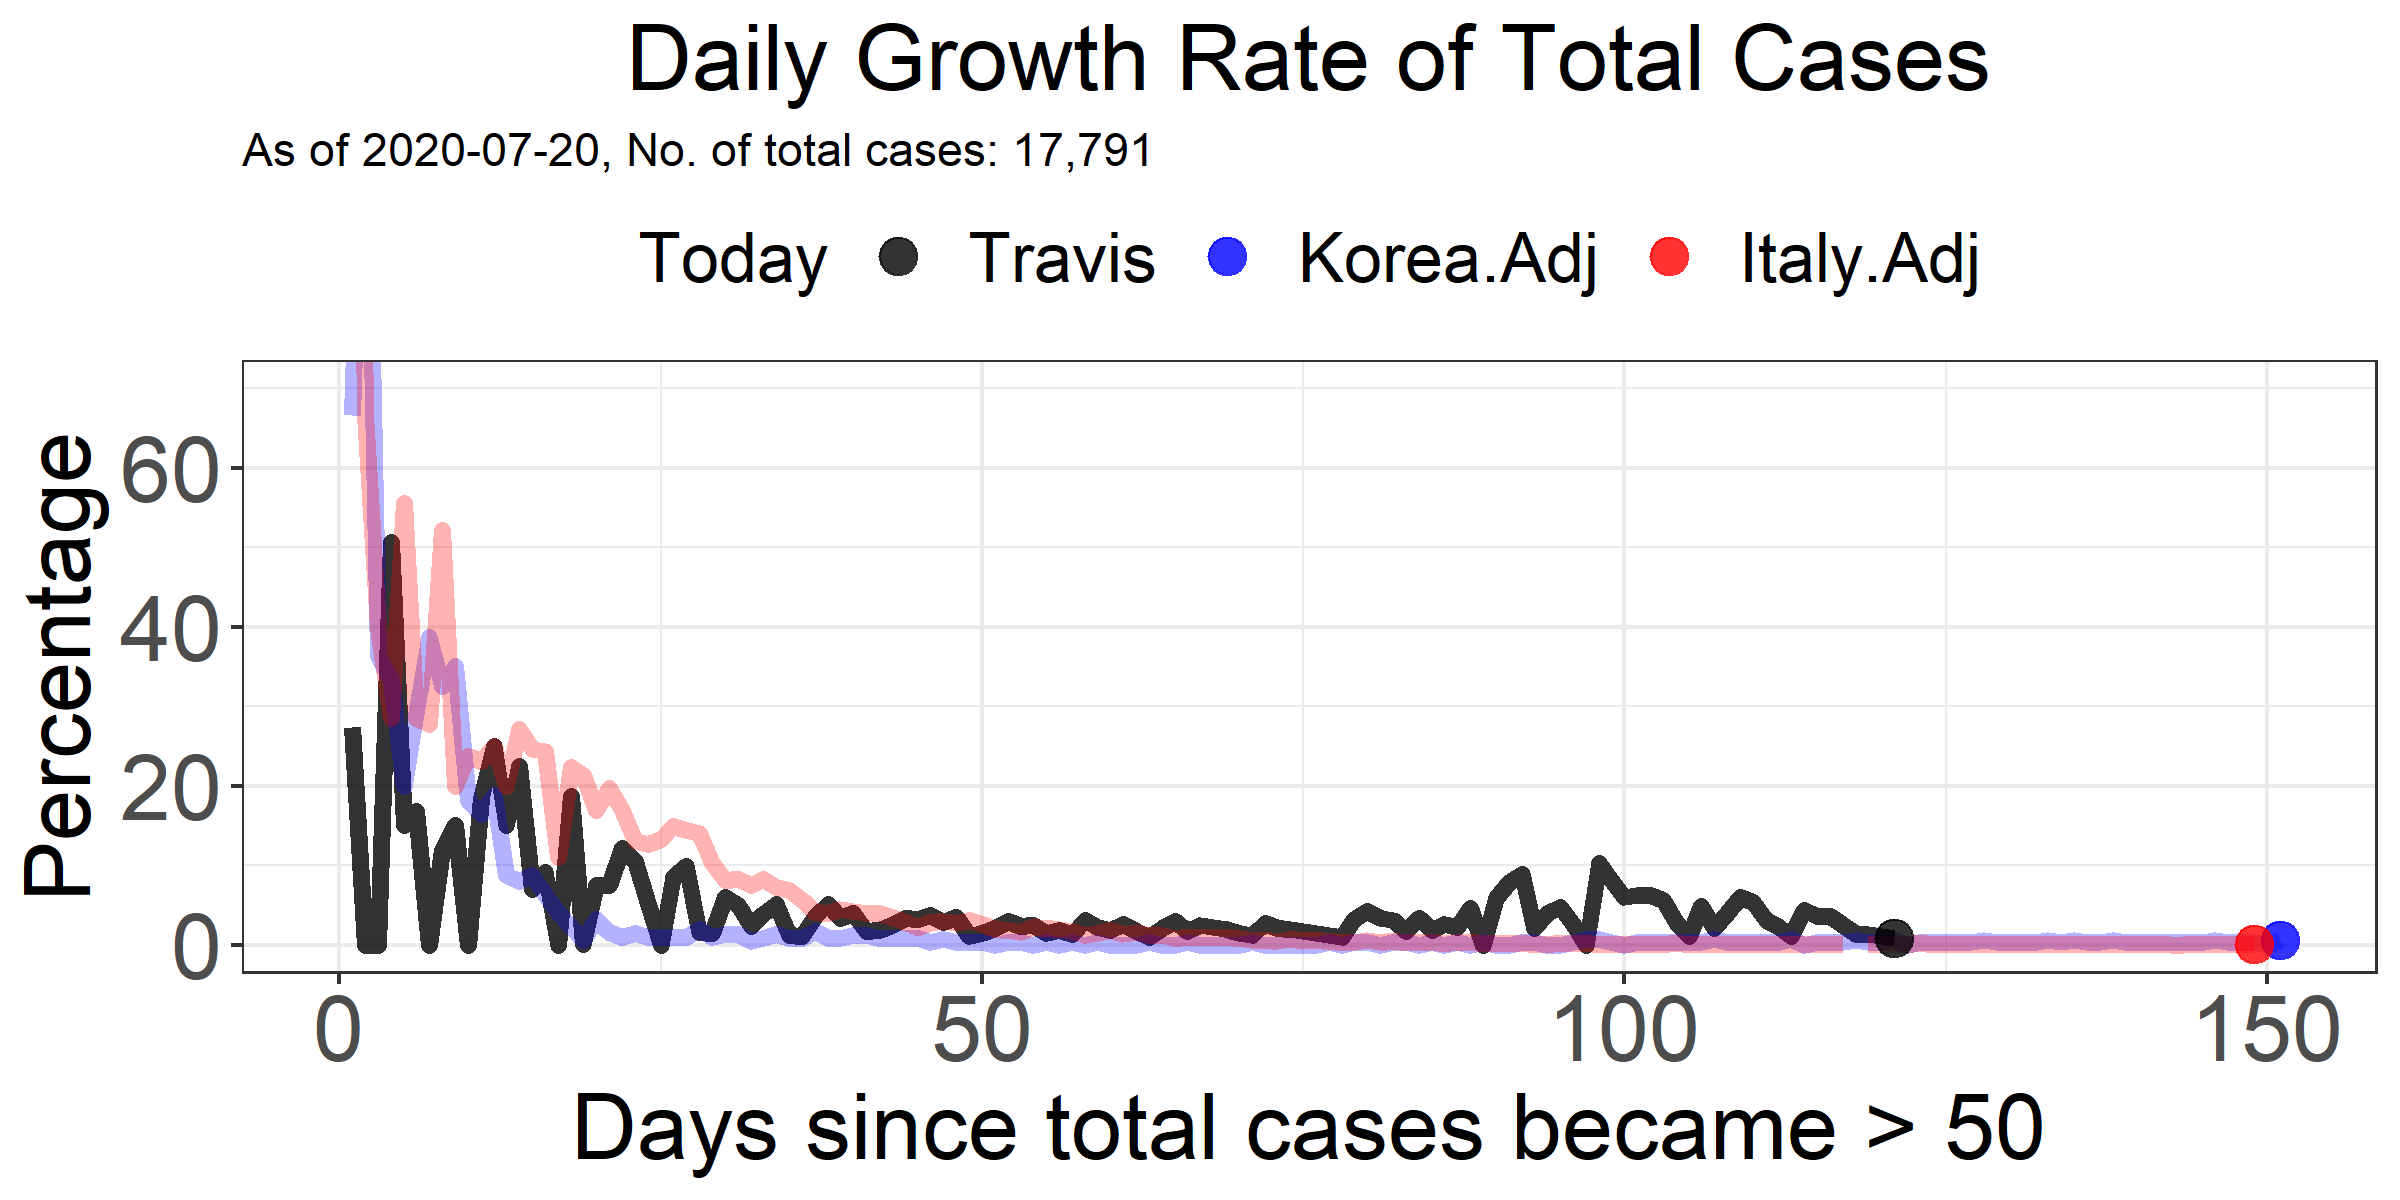 Daily Growth Rate of Total Cases
As of 2020-07-20, No. of total cases: 17,791
Today Travis Korea.Adj Italy.Adj
Percentage
60
40
20
0
0 50 100 150
Days since total cases became > 50